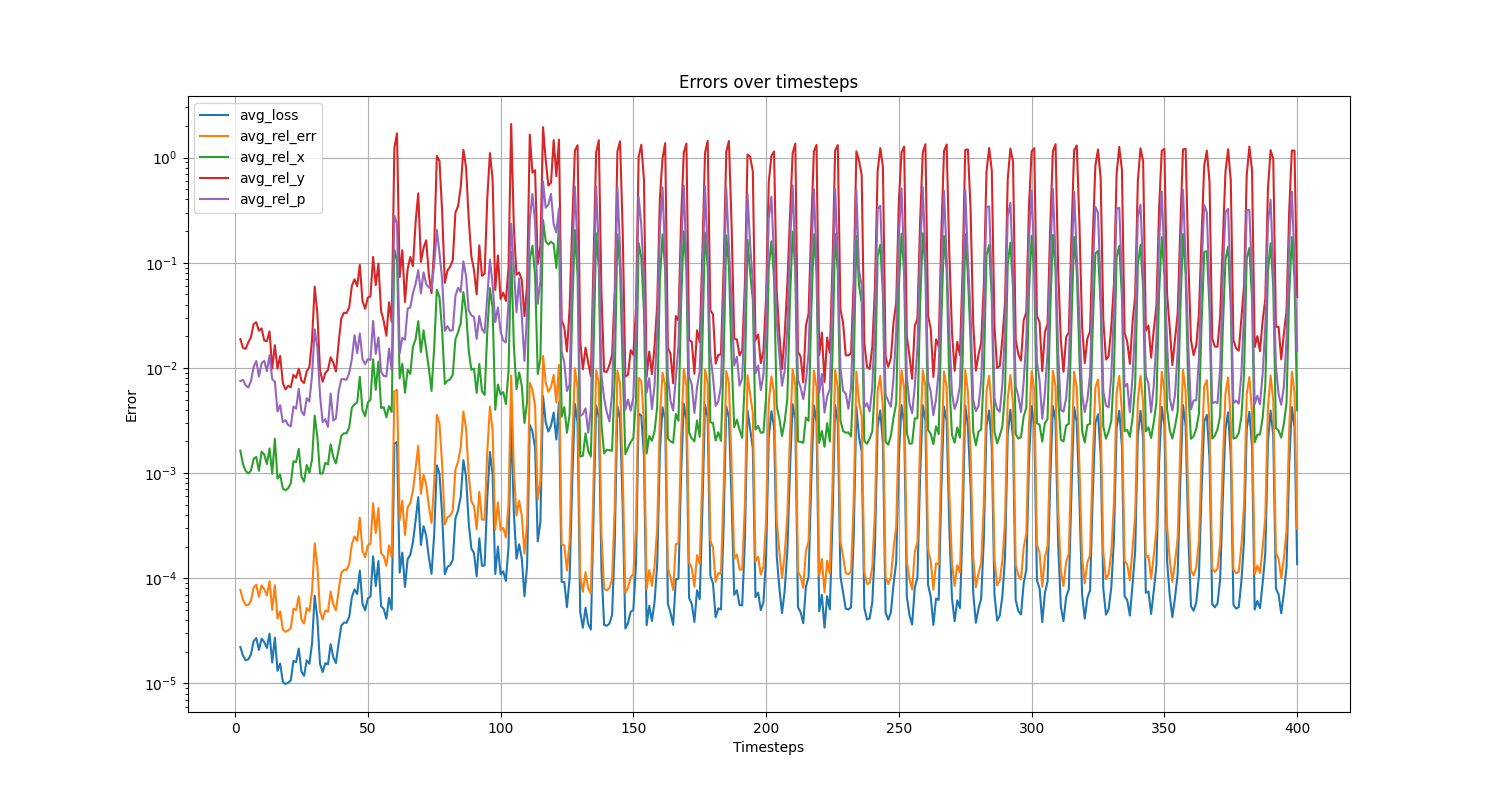 Errors over timesteps
avg_loss
avg_rel_err
avg_rel_x
avg_rel_y
avg_rel_p
10⁰
10⁻¹
10⁻²
10⁻³
10⁻⁴
10⁻⁵
Error
0 50 100 150 200 250 300 350 400
Timesteps